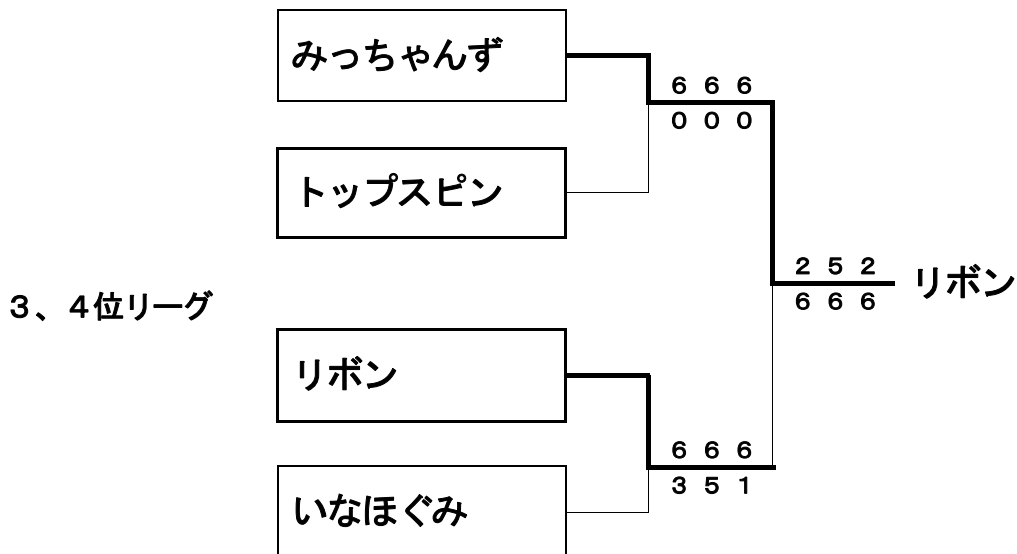 みっちゃんず
６ ６ ６
０ ０ ０
トップスピン
２ ５ ２
リボン
６ ６ ６
３、４位リーグ
リボン
６ ６ ６
３ ５ １
いなほぐみ